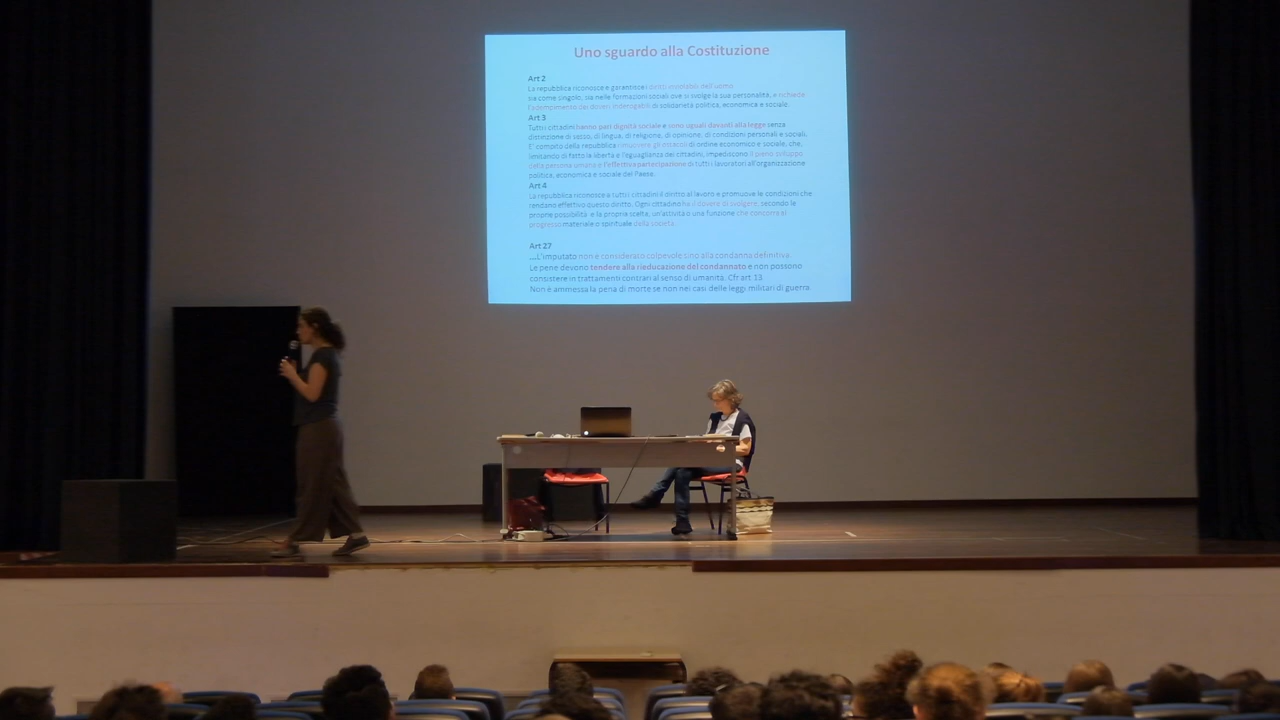 Uno sguardo alla Costituzione
Art 2
La repubblica riconosce e garantisce i diritti inviolabili dell'uomo
sia come singolo, sia nelle formazioni sociali ove si svolge la sua personalità, e richiede
l'adempimento dei doveri inderogabili di solidarietà politica, economica e sociale.
Art 3
Tutti i cittadini hanno pari dignità sociale e sono uguali davanti alla legge senza
distinzione di sesso, di lingua, di religione, di opinione, di condizioni personali e sociali.
E' compito della repubblica rimuovere gli ostacoli di ordine economico e sociale, che,
limitando di fatto la libertà e l'eguaglianza dei cittadini, impediscono il pieno sviluppo
della persona umana e l'effettiva partecipazione di tutti i lavoratori all'organizzazione
politica, economica e sociale del Paese.
Art 4
La repubblica riconosce a tutti i cittadini il diritto al lavoro e promuove le condizioni che
rendano effettivo questo diritto. Ogni cittadino ha il dovere di svolgere, secondo le
proprie possibilità e la propria scelta, un'attività o una funzione che concorra al
progresso materiale o spirituale della società.
Art 27
....L'imputato non è considerato colpevole sino alla condanna definitiva.
Le pene devono tendere alla rieducazione del condannato e non possono
consistere in trattamenti contrari al senso di umanità. Cfr art 13.
Non è ammessa la pena di morte se non nei casi delle leggi militari di guerra